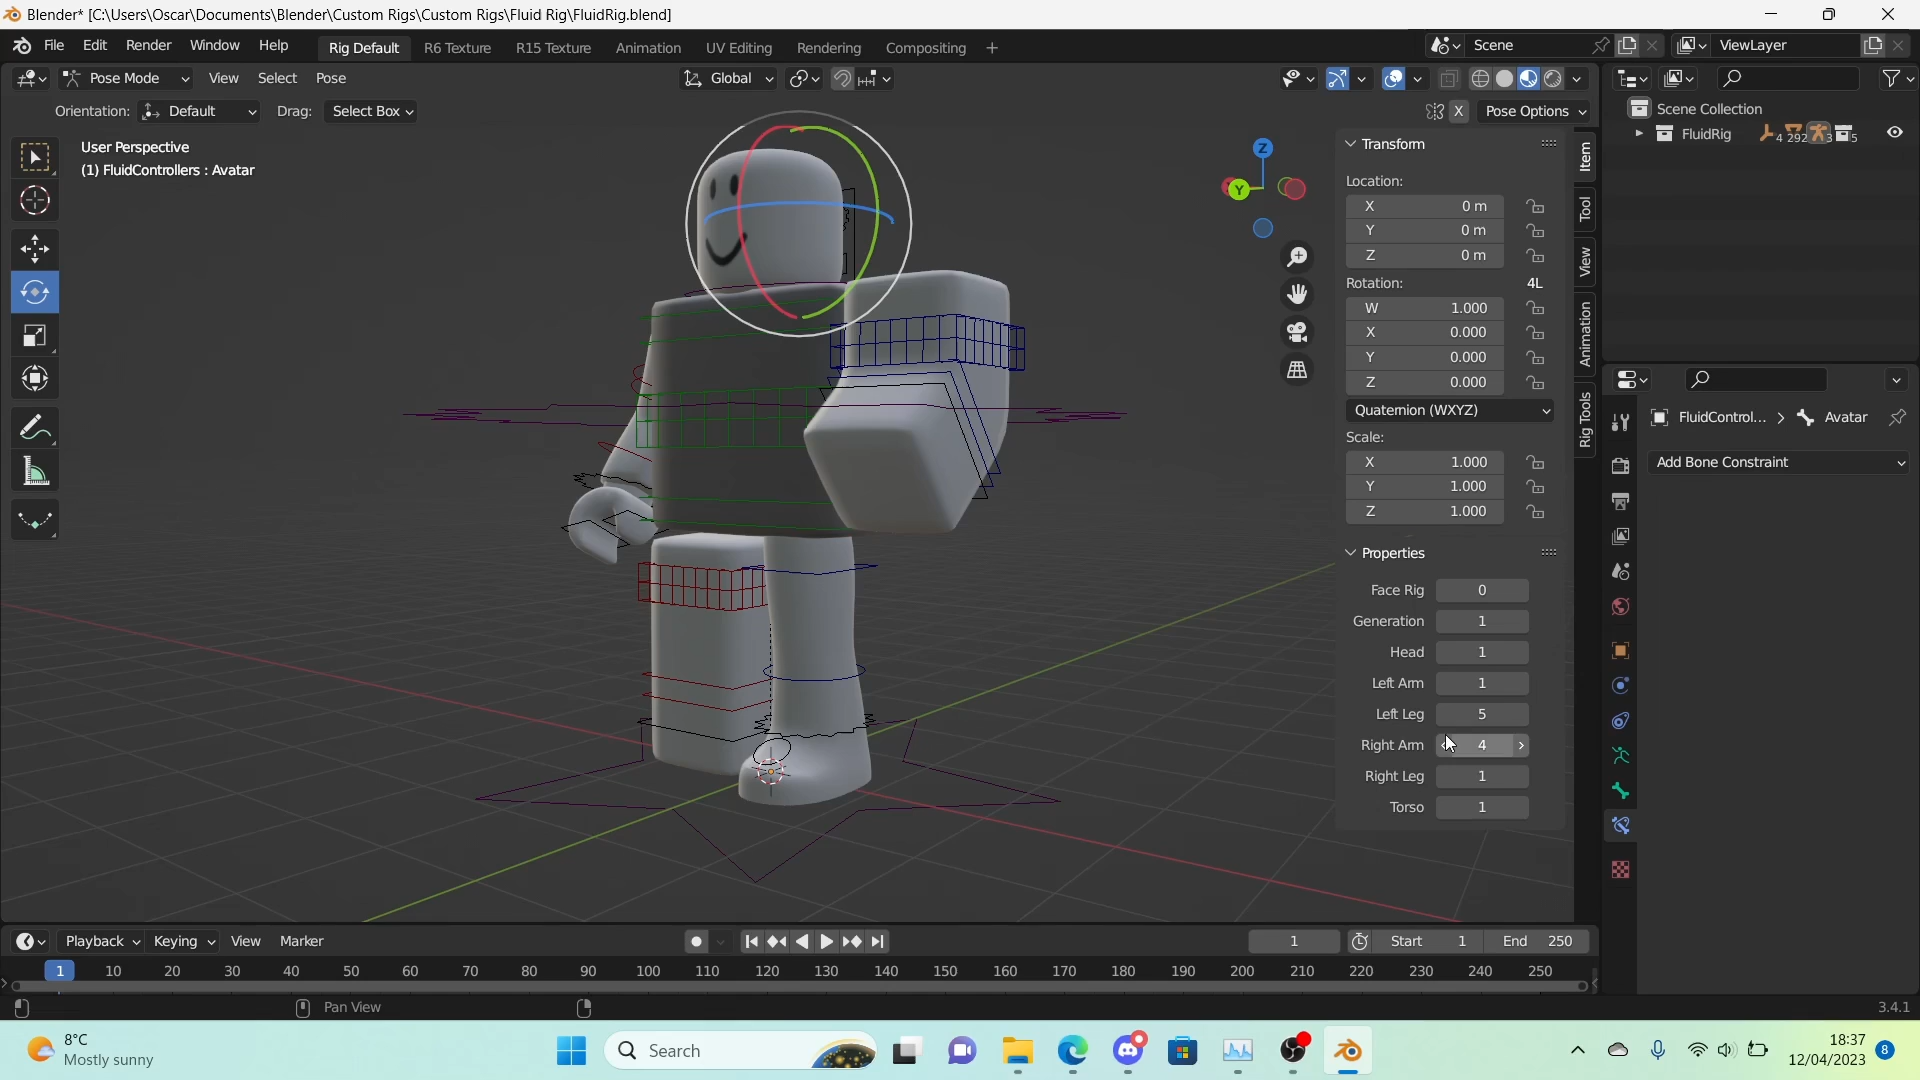 Blender* [C:\Users\Oscar\Documents\Blender\Custom Rigs\Custom Rigs\Fluid Rig\FluidRig.blend]
File Edit Render Window Help Rig Default R6 Texture R15 Texture Animation UV Editing Rendering Compositing + Scene ViewLayer
Pose Mode View Select Pose Global
Orientation: Default Drag: Select Box X Pose Options
User Perspective
(1) FluidControllers : Avatar
Z
Y
Transform
Location:
X 0 m
Y 0 m
Z 0 m
Rotation: 4L
W 1.000
X 0.000
Y 0.000
Z 0.000
Quaternion (WXYZ)
Scale:
X 1.000
Y 1.000
Z 1.000
Properties
Face Rig 0
Generation 1
Head 1
Left Arm 1
Left Leg 5
Right Arm 4
Right Leg 1
Torso 1
Item
Tool
View
Animation
Rig Tools
Scene Collection
FluidRig 4 292 3 5
FluidControl... Avatar
Add Bone Constraint
Playback Keying View Marker 1 Start 1 End 250
1 10 20 30 40 50 60 70 80 90 100 110 120 130 140 150 160 170 180 190 200 210 220 230 240 250
Pan View 3.4.1
8°C
Mostly sunny
Search
18:37
12/04/2023 8